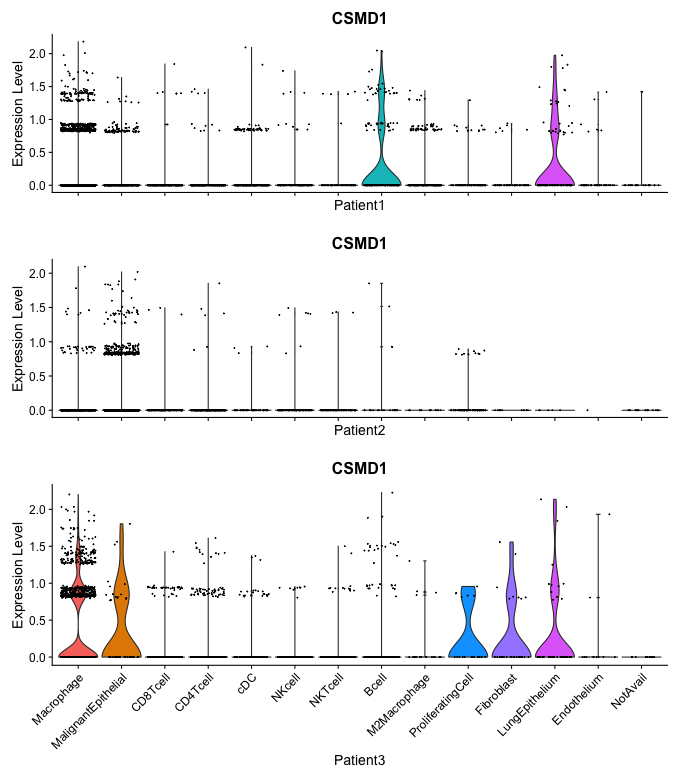 CSMD1
Expression Level
2.0
1.5
1.0
0.5
0.0
Patient1
CSMD1
Expression Level
2.0
1.5
1.0
0.5
0.0
Patient2
CSMD1
Expression Level
2.0
1.5
1.0
0.5
0.0
Macrophage
MalignantEpithelial
CD8Tcell
CD4Tcell
cDC
NKcell
NKTcell
Bcell
M2Macrophage
ProliferatingCell
Fibroblast
LungEpithelium
Endothelium
NotAvail
Patient3